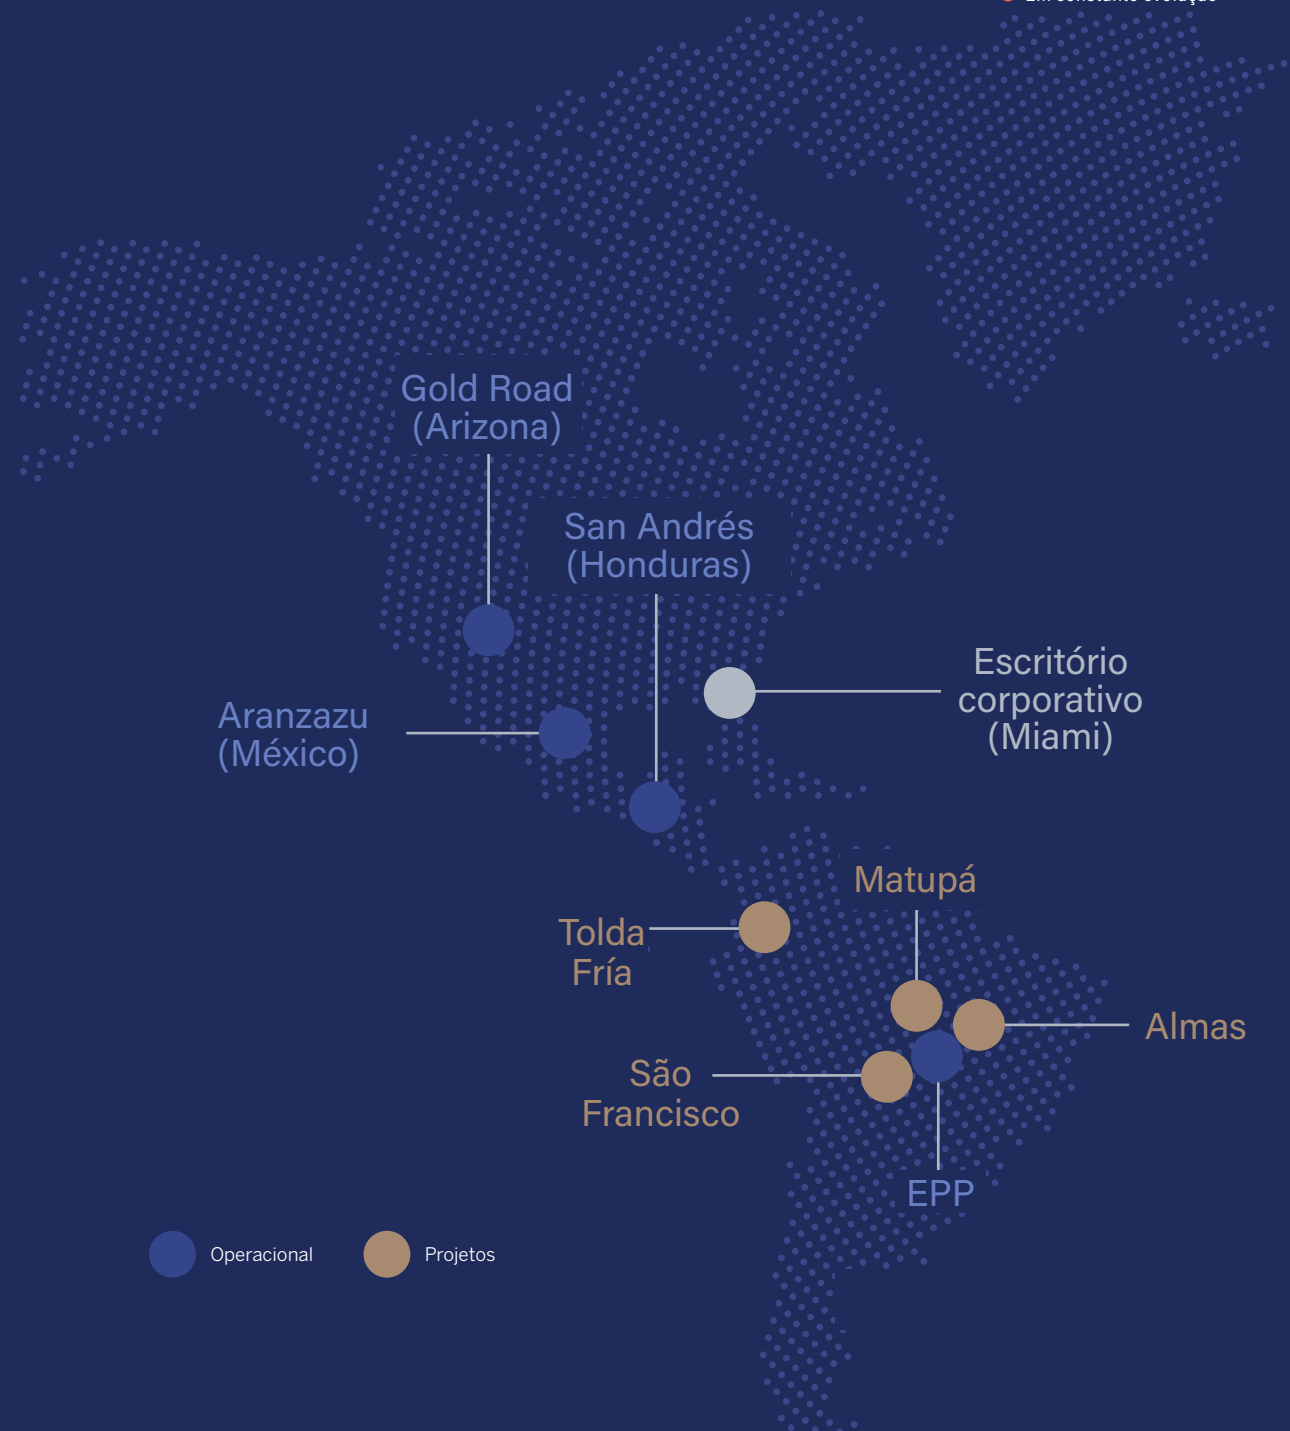 Gold Road
(Arizona)
San Andrés
(Honduras)
Escritório
corporativo
(Miami)
Aranzazu
(México)
Matupá
Tolda
Fría
Almas
São
Francisco
EPP
Operacional
Projetos